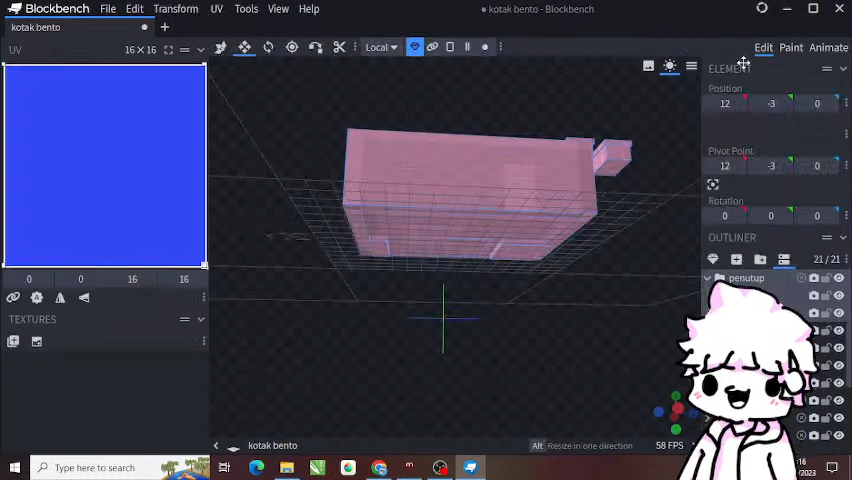 Blockbench File Edit Transform UV Tools View Help kotak bento - Blockbench
kotak bento
UV 16×16 Local Edit Paint Animate
ELEMENT
Position
12 -3 0
Pivot Point
12 -3 0
Rotation
0 0 0
OUTLINER
21 / 21
penutup
0 0 16 16
TEXTURES
kotak bento Alt Resize in one direction 58 FPS
Type here to search